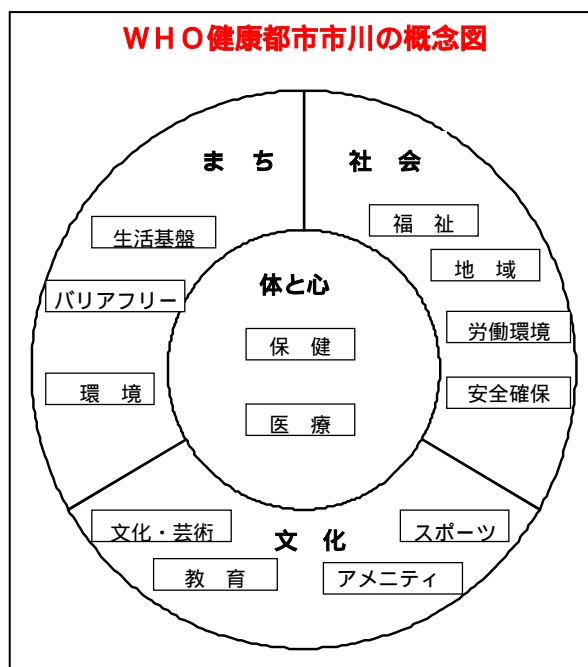 WHO健康都市市川の概念図
まち
生活基盤
バリアフリー
環境
社会
福祉
地域
労働環境
安全確保
体と心
保健
医療
文化
文化・芸術
教育
アメニティ
スポーツ